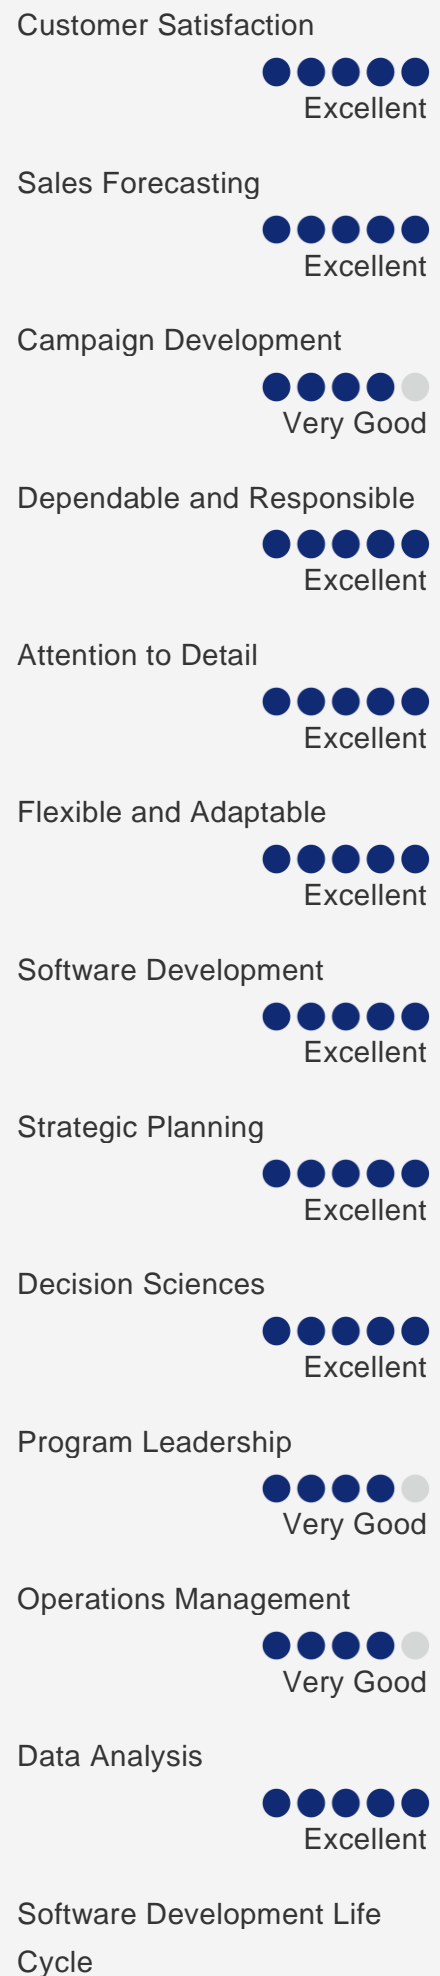 Customer Satisfaction
Excellent
Sales Forecasting
Excellent
Campaign Development
Very Good
Dependable and Responsible
Excellent
Attention to Detail
Excellent
Flexible and Adaptable
Excellent
Software Development
Excellent
Strategic Planning
Excellent
Decision Sciences
Excellent
Program Leadership
Very Good
Operations Management
Very Good
Data Analysis
Excellent
Software Development Life
Cycle